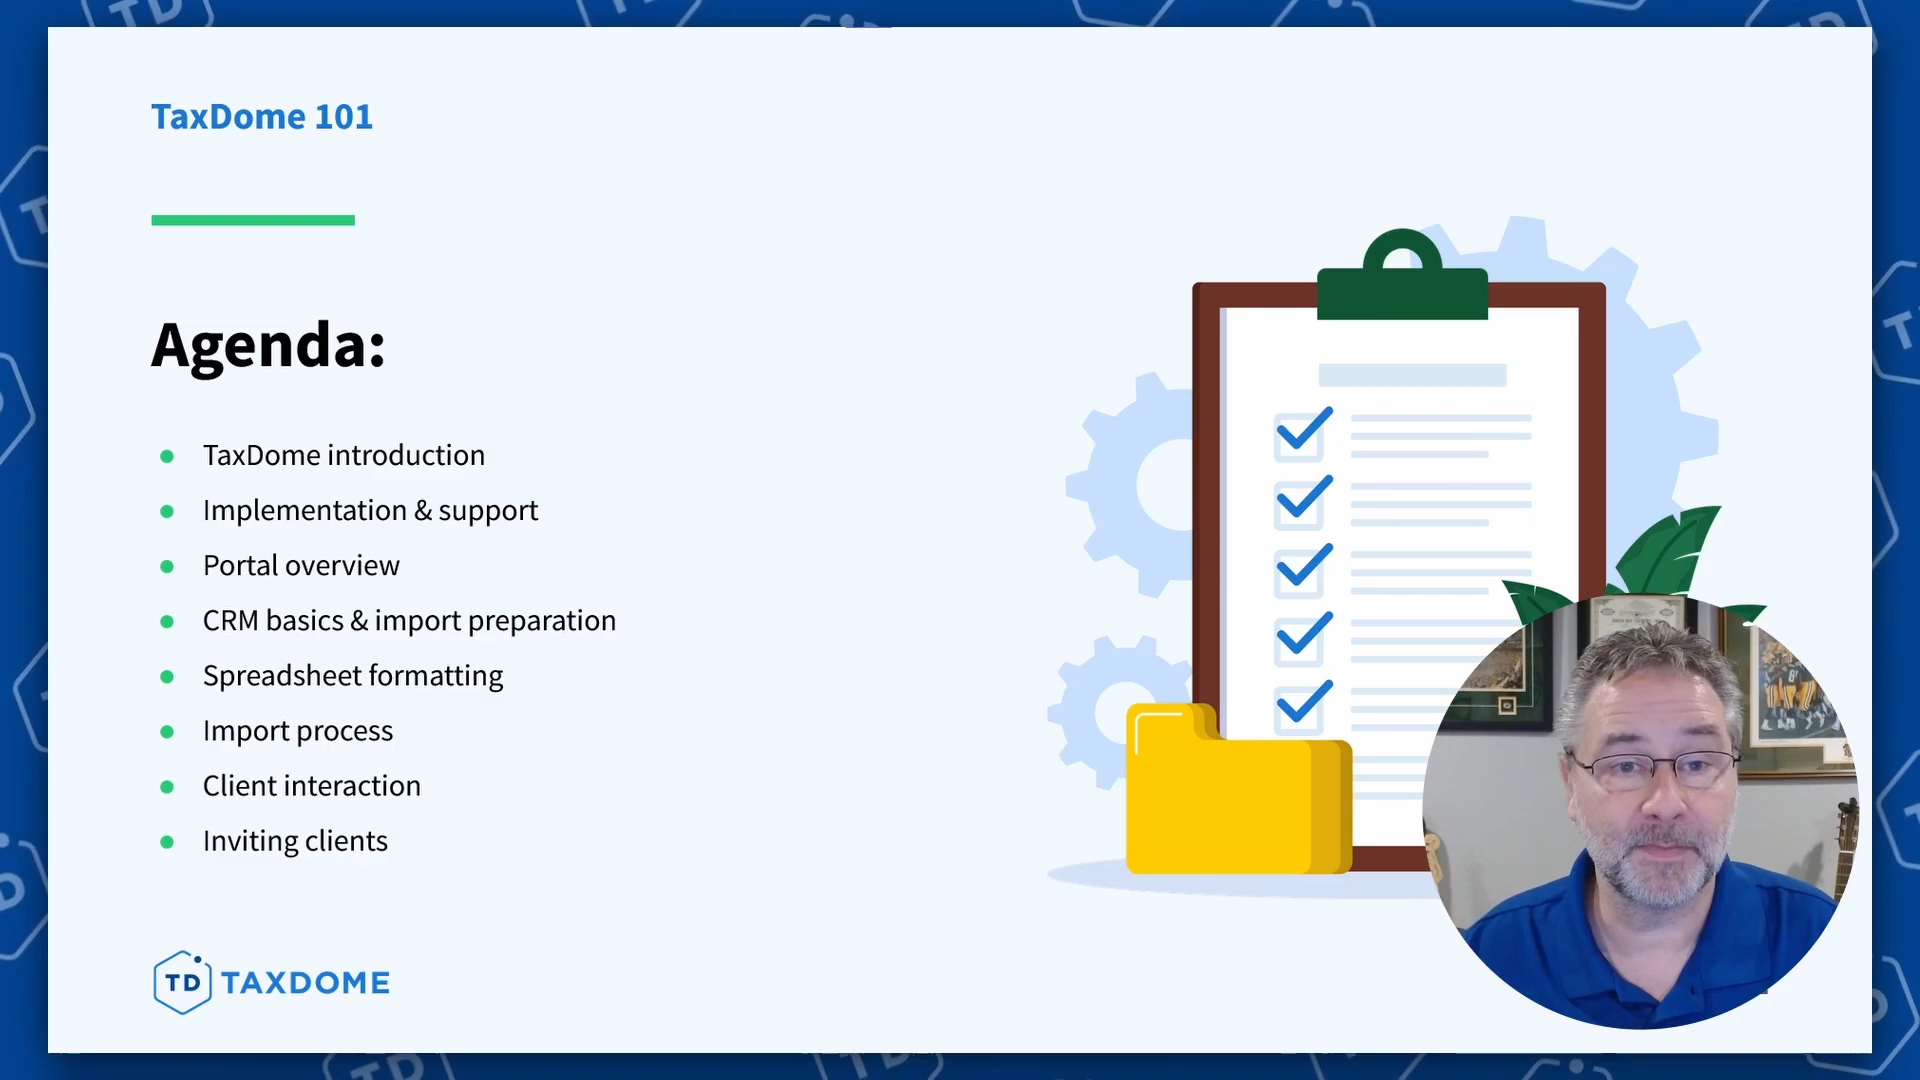 TaxDome 101
Agenda:
TaxDome introduction
Implementation & support
Portal overview
CRM basics & import preparation
Spreadsheet formatting
Import process
Client interaction
Inviting clients
TD TAXDOME